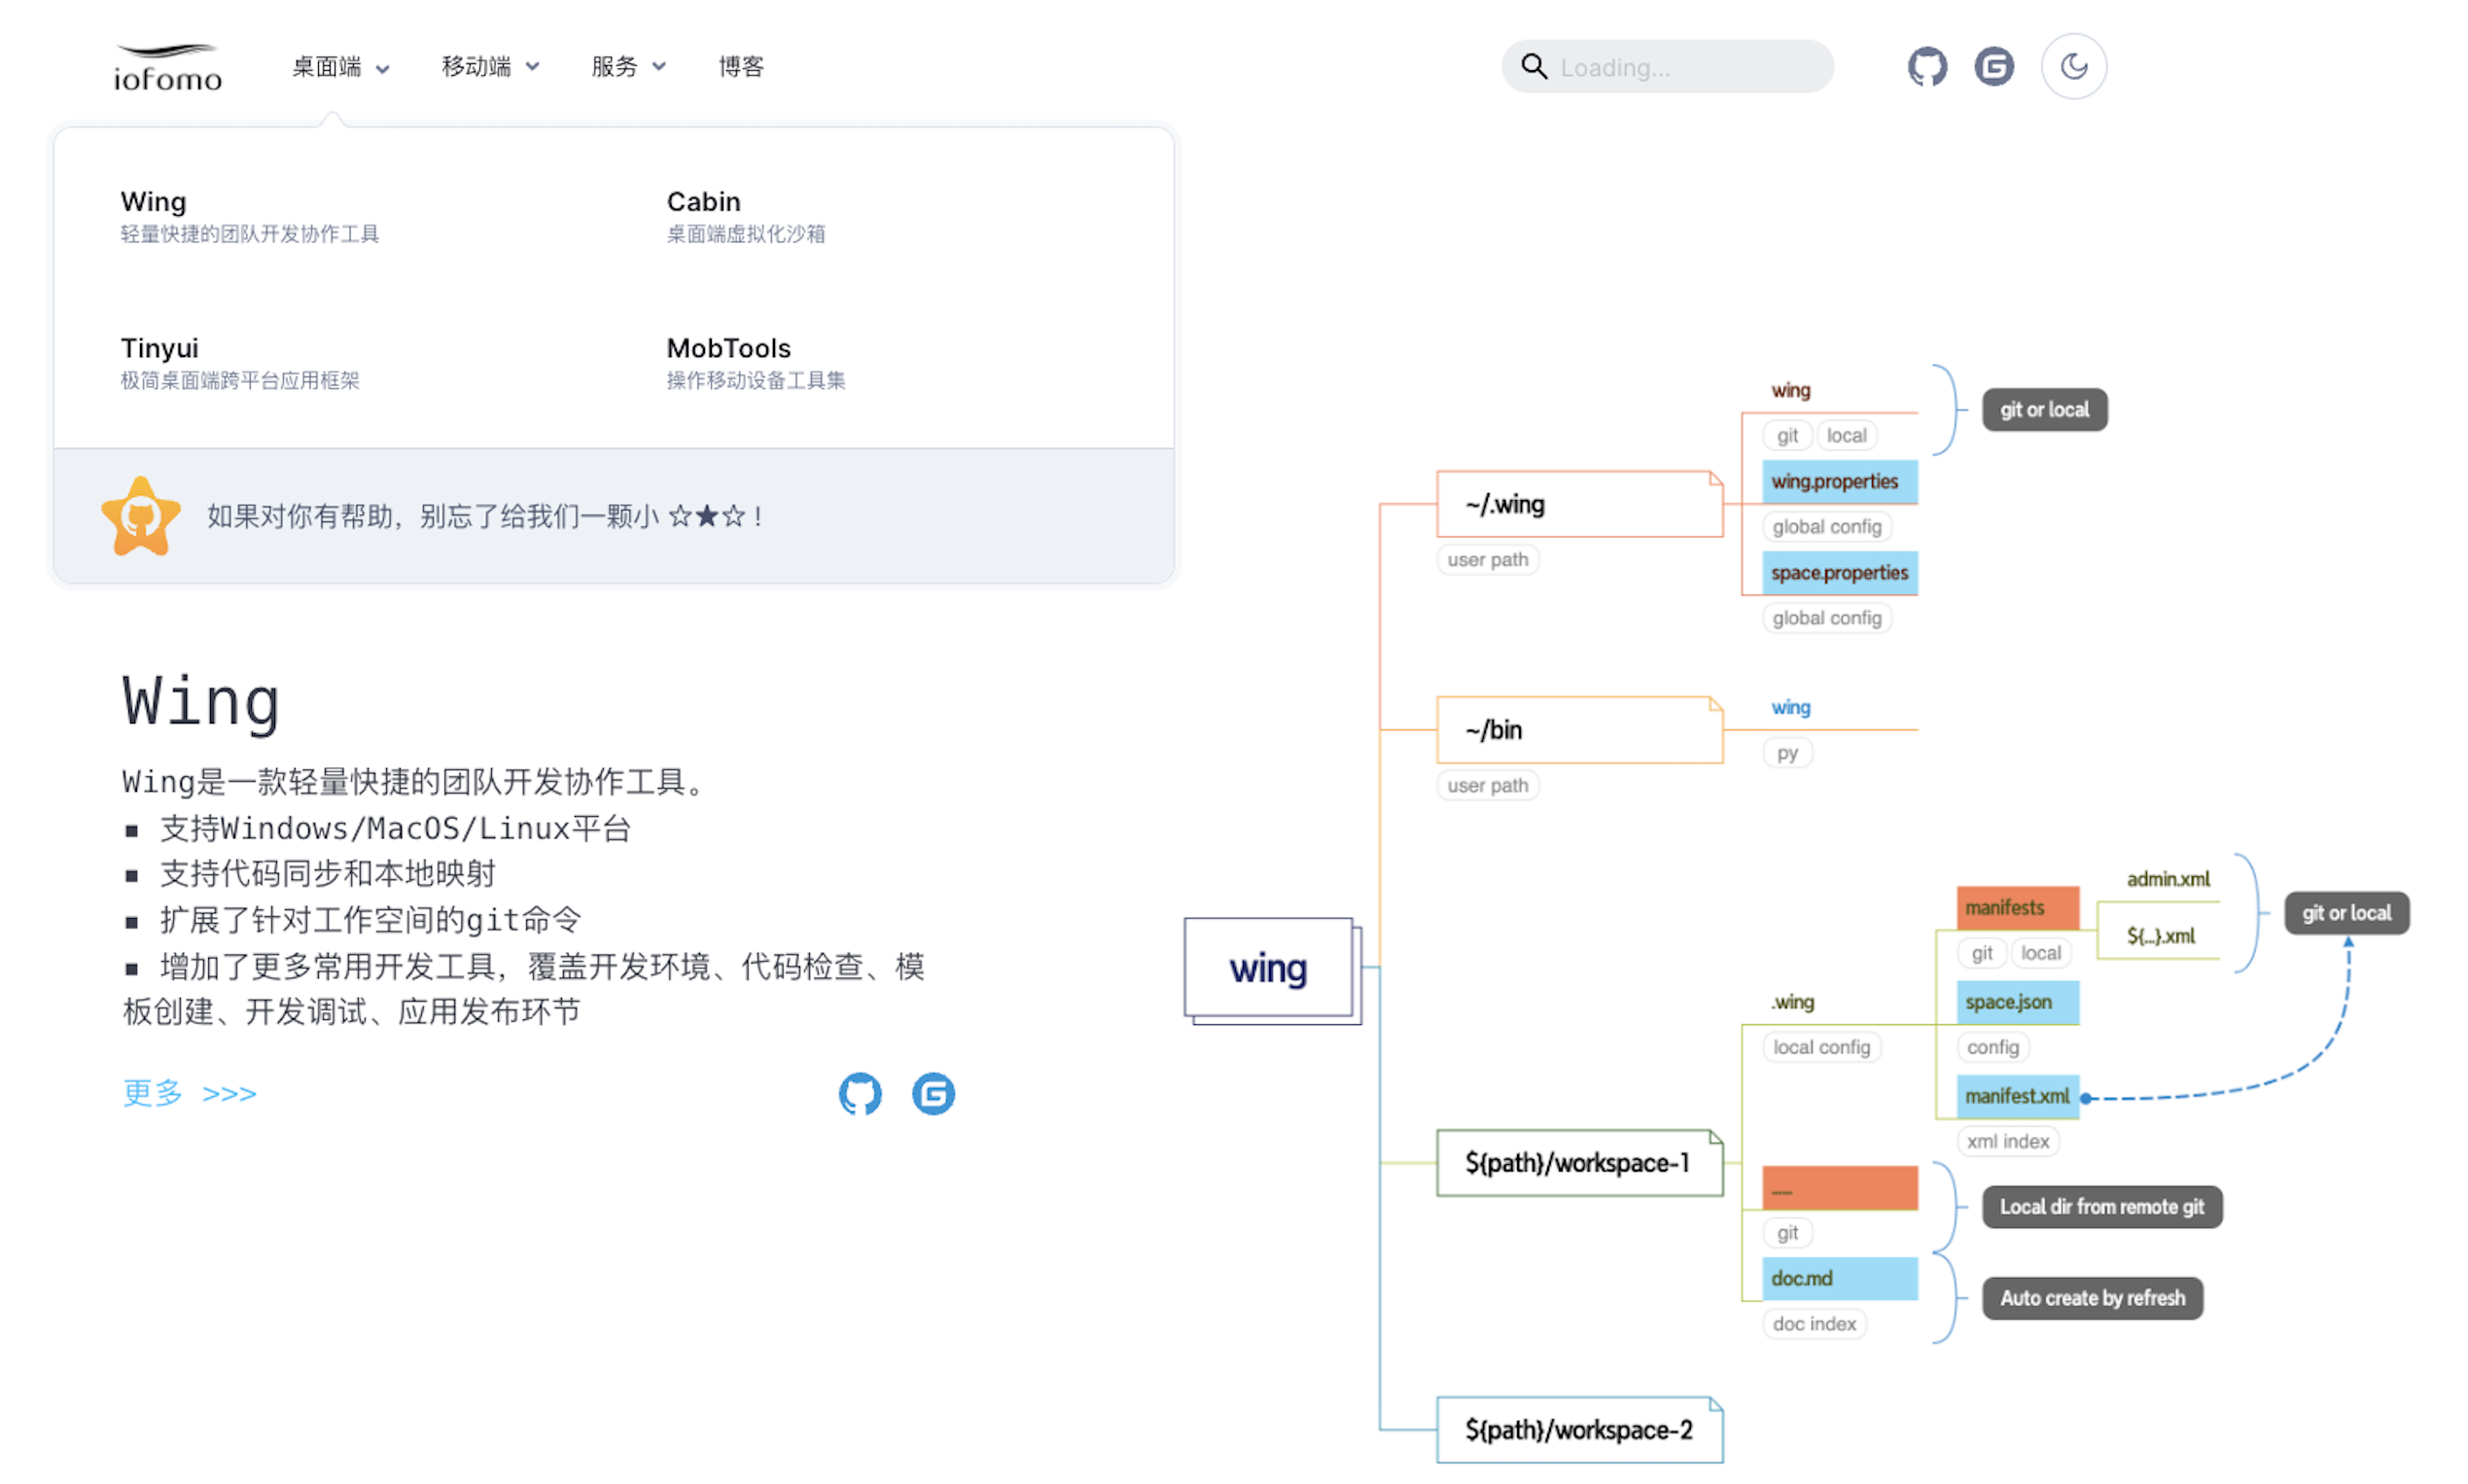 iofomo
桌面端
移动端
服务
博客
Loading...
Wing
轻量快捷的团队开发协作工具
Cabin
桌面端虚拟化沙箱
Tinyui
极简桌面端跨平台应用框架
MobTools
操作移动设备工具集
如果对你有帮助，别忘了给我们一颗小 ☆★☆ !
Wing
Wing是一款轻量快捷的团队开发协作工具。
▪ 支持Windows/MacOS/Linux平台
▪ 支持代码同步和本地映射
▪ 扩展了针对工作空间的git命令
▪ 增加了更多常用开发工具，覆盖开发环境、代码检查、模
板创建、开发调试、应用发布环节
更多 >>>
wing
~/.wing
user path
wing
git local
git or local
wing.properties
global config
space.properties
global config
~/bin
user path
wing
py
${path}/workspace-1
.wing
local config
manifests
git local
admin.xml
${...}.xml
git or local
space.json
config
manifest.xml
xml index
......
git
Local dir from remote git
doc.md
doc index
Auto create by refresh
${path}/workspace-2